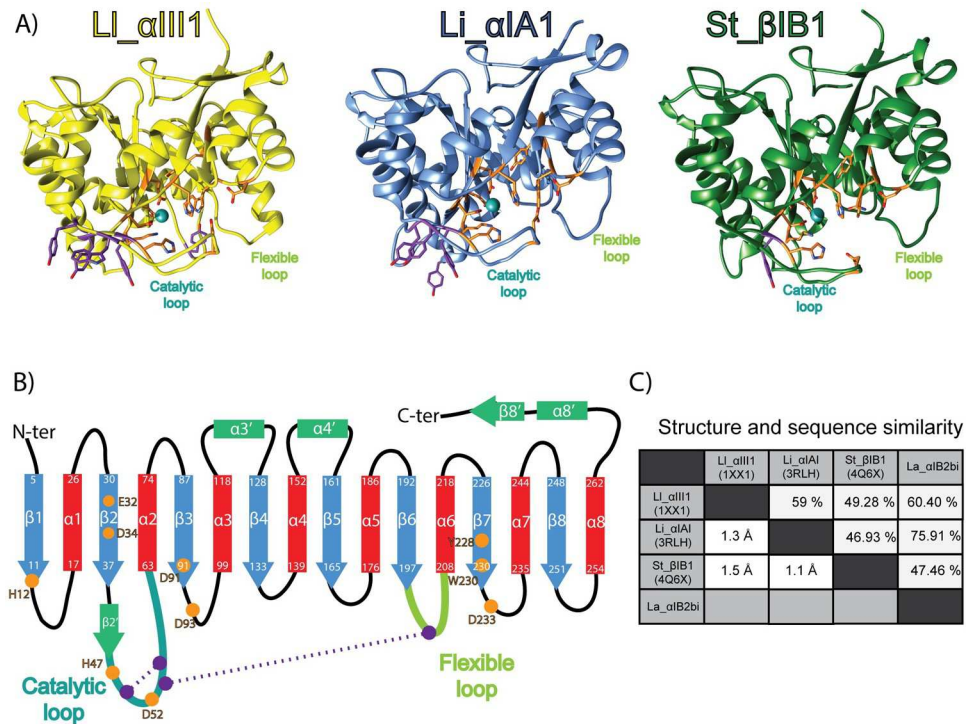 A)
Ll_αIII1
Li_αIA1
St_βIB1
Catalytic
loop
Flexible
loop
Catalytic
loop
Flexible
loop
Catalytic
loop
Flexible
loop
B)
N-ter
C-ter
β8' α8'
α3' α4'
5 26 30 74 87 118 128 152 161 186 192 218 226 244 248 262
β1 α1 β2 α2 β3 α3 β4 α4 β5 α5 β6 α6 β7 α7 β8 α8
11 17 37 63 91 99 133 139 165 176 197 208 230 235 251 254
E32
D34
Y228
H12
D91
W230
D93
D233
β2'
H47
D52
Catalytic
loop
Flexible
loop
C)
Structure and sequence similarity
Ll_αIII1 (1XX1) Li_αIAI (3RLH) St_βIB1 (4Q6X) La_αIB2bi
Ll_αIII1 (1XX1) 59 % 49.28 % 60.40 %
Li_αIAI (3RLH) 1.3 Å 46.93 % 75.91 %
St_βIB1 (4Q6X) 1.5 Å 1.1 Å 47.46 %
La_αIB2bi